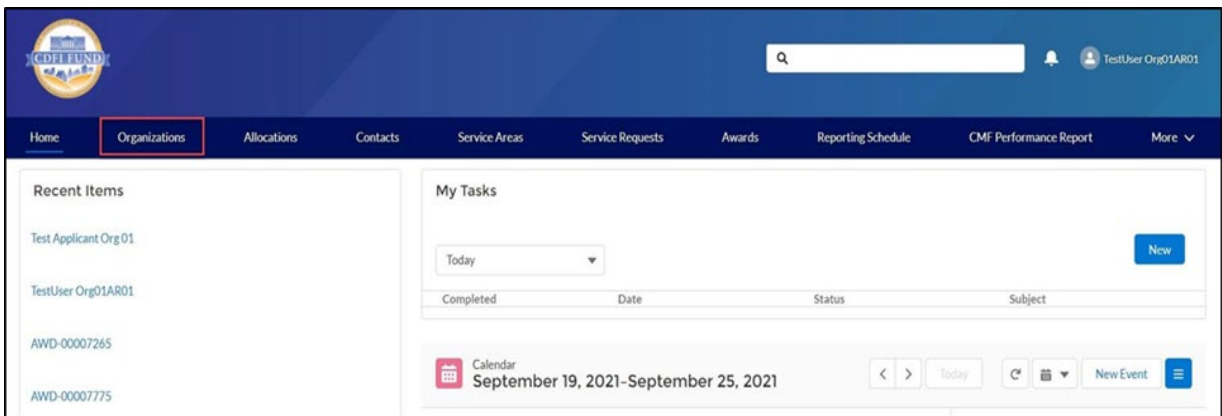 CDFI FUND
TestUser Org01AR01
Home Organizations Allocations Contacts Service Areas Service Requests Awards Reporting Schedule CMF Performance Report More
Recent Items
Test Applicant Org 01
TestUser Org01AR01
AWD-00007265
AWD-00007775
My Tasks
Today
New
Completed Date Status Subject
Calendar
September 19, 2021-September 25, 2021
Today
New Event